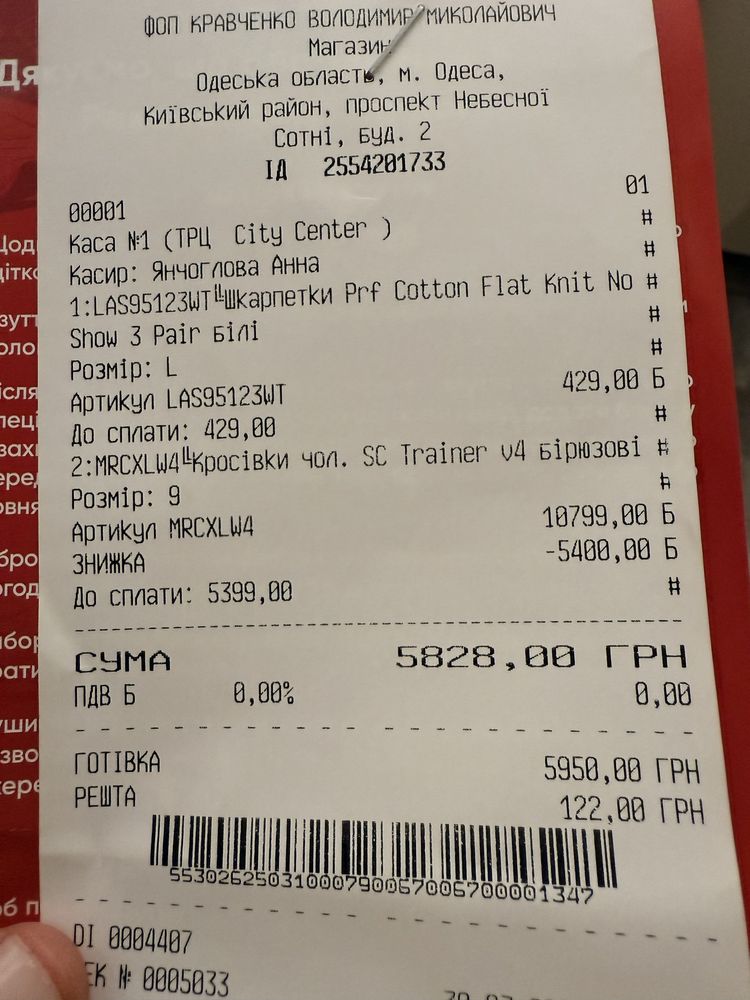 ФОП КРАВЧЕНКО ВОЛОДИМИР МИКОЛАЙОВИЧ
Магазин
Одеська область, м. Одеса,
Київський район, проспект Небесної
Сотні, буд. 2
ІД 2554201733
00001 01
Каса №1 (ТРЦ City Center ) #
Касир: Янчоглова Анна #
1:LAS95123WT Шкарпетки Prf Cotton Flat Knit No #
Show 3 Pair Білі #
Розмір: L #
Артикул LAS95123WT 429,00 Б
До сплати: 429,00 #
2:MRCXLW4 Кросівки чол. SC Trainer v4 Бірюзові #
Розмір: 9 #
Артикул MRCXLW4 10799,00 Б
ЗНИЖКА -5400,00 Б
До сплати: 5399,00 #
СУМА 5828,00 ГРН
ПДВ Б 0,00% 0,00
ГОТІВКА 5950,00 ГРН
РЕШТА 122,00 ГРН
5530262503100079006700670000​1347
DI 0004407
ЕК № 0005033